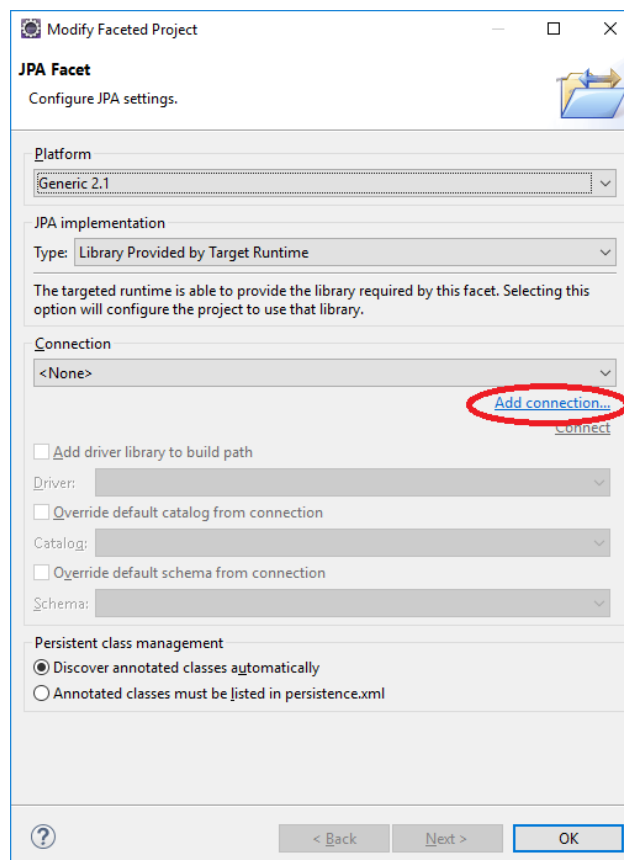 Modify Faceted Project
JPA Facet
Configure JPA settings.
Platform
Generic 2.1
JPA implementation
Type: Library Provided by Target Runtime
The targeted runtime is able to provide the library required by this facet. Selecting this
option will configure the project to use that library.
Connection
<None>
Add connection...
Connect
Add driver library to build path
Driver:
Override default catalog from connection
Catalog:
Override default schema from connection
Schema:
Persistent class management
Discover annotated classes automatically
Annotated classes must be listed in persistence.xml
?
< Back
Next >
OK